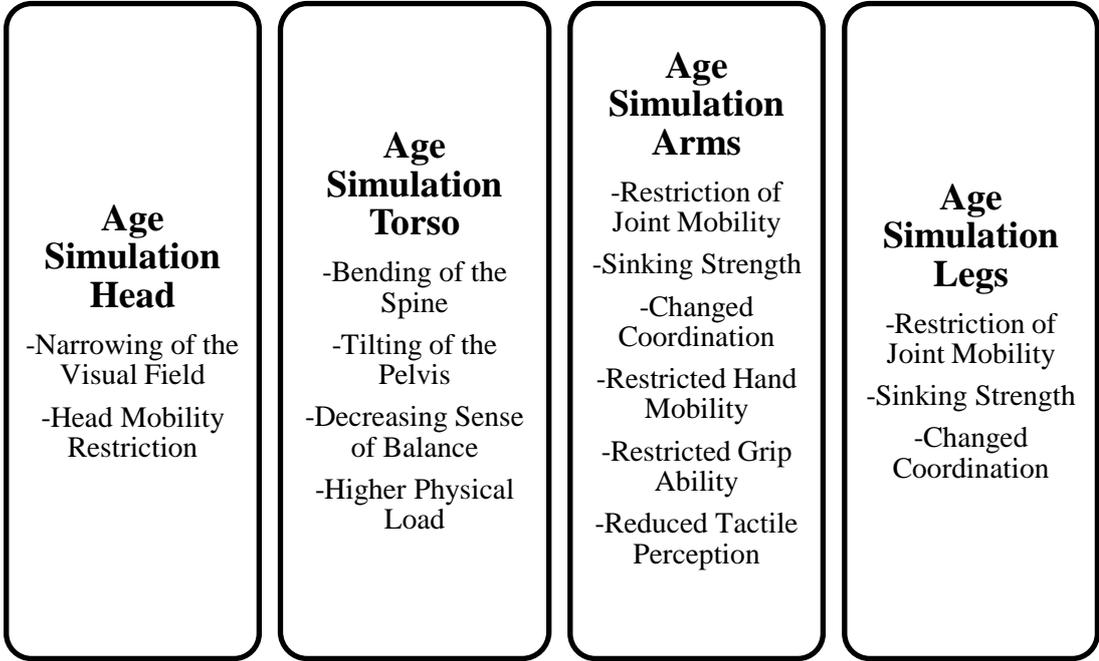 Age
Simulation
Head
-Narrowing of the
Visual Field
-Head Mobility
Restriction
Age
Simulation
Torso
-Bending of the
Spine
-Tilting of the
Pelvis
-Decreasing Sense
of Balance
-Higher Physical
Load
Age
Simulation
Arms
-Restriction of
Joint Mobility
-Sinking Strength
-Changed
Coordination
-Restricted Hand
Mobility
-Restricted Grip
Ability
-Reduced Tactile
Perception
Age
Simulation
Legs
-Restriction of
Joint Mobility
-Sinking Strength
-Changed
Coordination